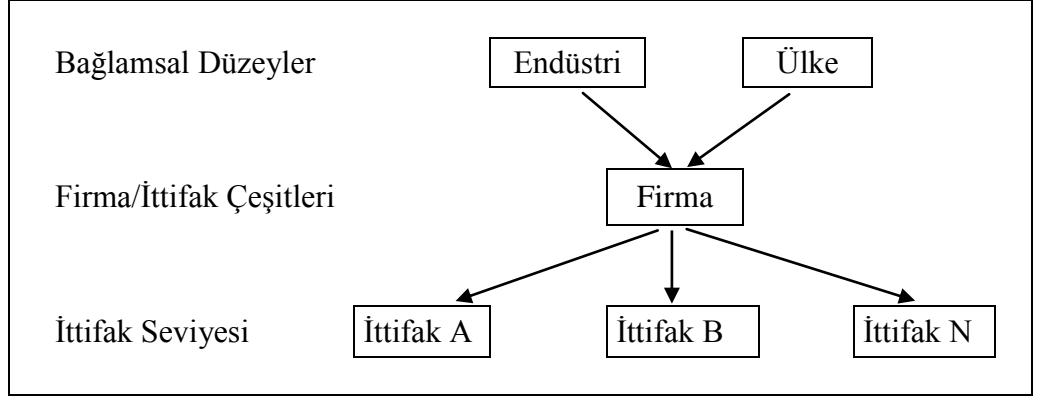 Bağlamsal Düzeyler Endüstri Ülke
Firma/İttifak Çeşitleri Firma
İttifak Seviyesi İttifak A İttifak B İttifak N